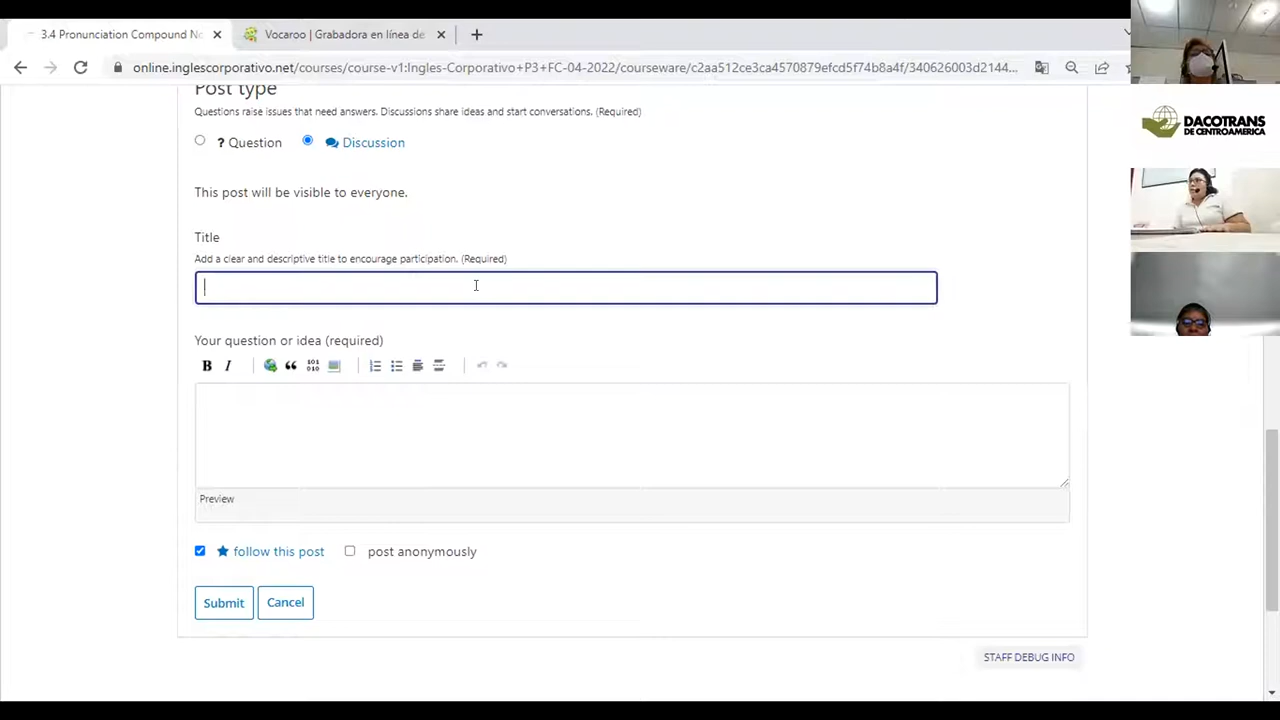 3.4 Pronunciation Compound No
Vocaroo | Grabadora en línea de
online.inglescorporativo.net/courses/course-v1:Ingles-Corporativo+P3+FC-04-2022/courseware/c2aa512ce3ca4570879efcd5f74b8a4f/340626003d2144...
DACOTRANS
DE CENTROAMERICA
Post type
Questions raise issues that need answers. Discussions share ideas and start conversations. (Required)
? Question Discussion
This post will be visible to everyone.
Title
Add a clear and descriptive title to encourage participation. (Required)
Your question or idea (required)
B I 101 010
Preview
follow this post post anonymously
Submit Cancel
STAFF DEBUG INFO